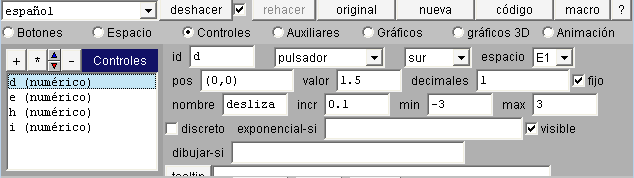 español deshacer rehacer original nueva código macro ?
Botones Espacio Controles Auxiliares Gráficos gráficos 3D Animación
+ * - Controles id d pulsador sur espacio E1
d (numérico) pos (0,0) valor 1.5 decimales 1 fijo
e (numérico) nombre desliza incr 0.1 min -3 max 3
h (numérico)
i (numérico) discreto exponencial-si visible
dibujar-si
tooltip